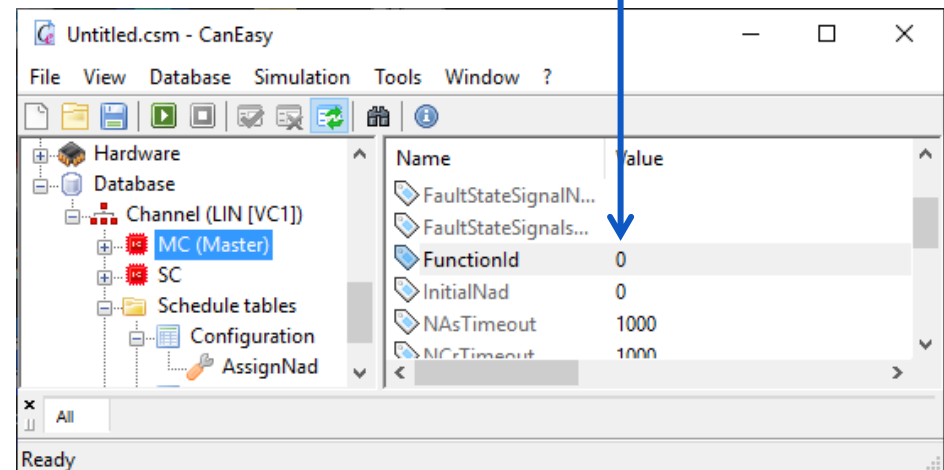 Untitled.csm - CanEasy
File View Database Simulation Tools Window ?
Hardware
Database
Channel (LIN [VC1])
MC (Master)
SC
Schedule tables
Configuration
AssignNad
Name Value
FaultStateSignalN...
FaultStateSignals...
FunctionId 0
InitialNad 0
NAsTimeout 1000
NCrTimeout 1000
All
Ready